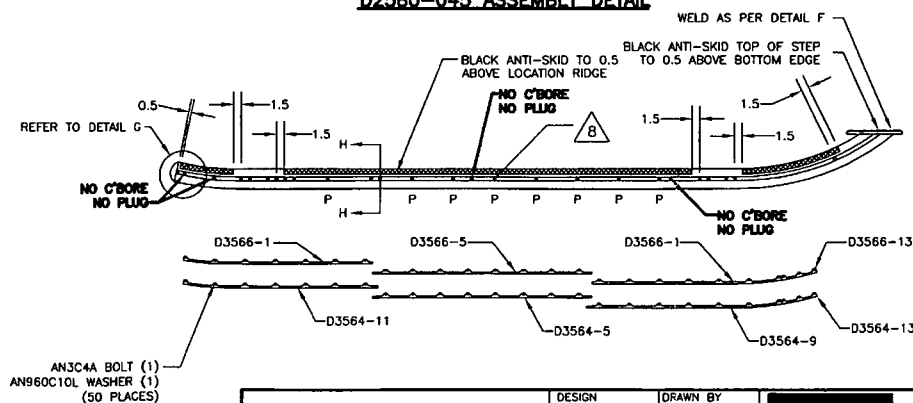 D2580-045 ASSEMBLY DETAIL
WELD AS PER DETAIL F
BLACK ANTI-SKID TO 0.5
ABOVE LOCATION RIDGE
BLACK ANTI-SKID TOP OF STEP
TO 0.5 ABOVE BOTTOM EDGE
NO C'BORE
NO PLUG
0.5
1.5
1.5
8
1.5
1.5
1.5
REFER TO DETAIL G
H
H
NO C'BORE
NO PLUG
P P P P P P P P
NO C'BORE
NO PLUG
D3566-1
D3566-5
D3566-1
D3566-13
D3564-11
D3564-5
D3564-9
D3564-13
AN3C4A BOLT (1)
AN960C10L WASHER (1)
(50 PLACES)
DESIGN
DRAWN BY